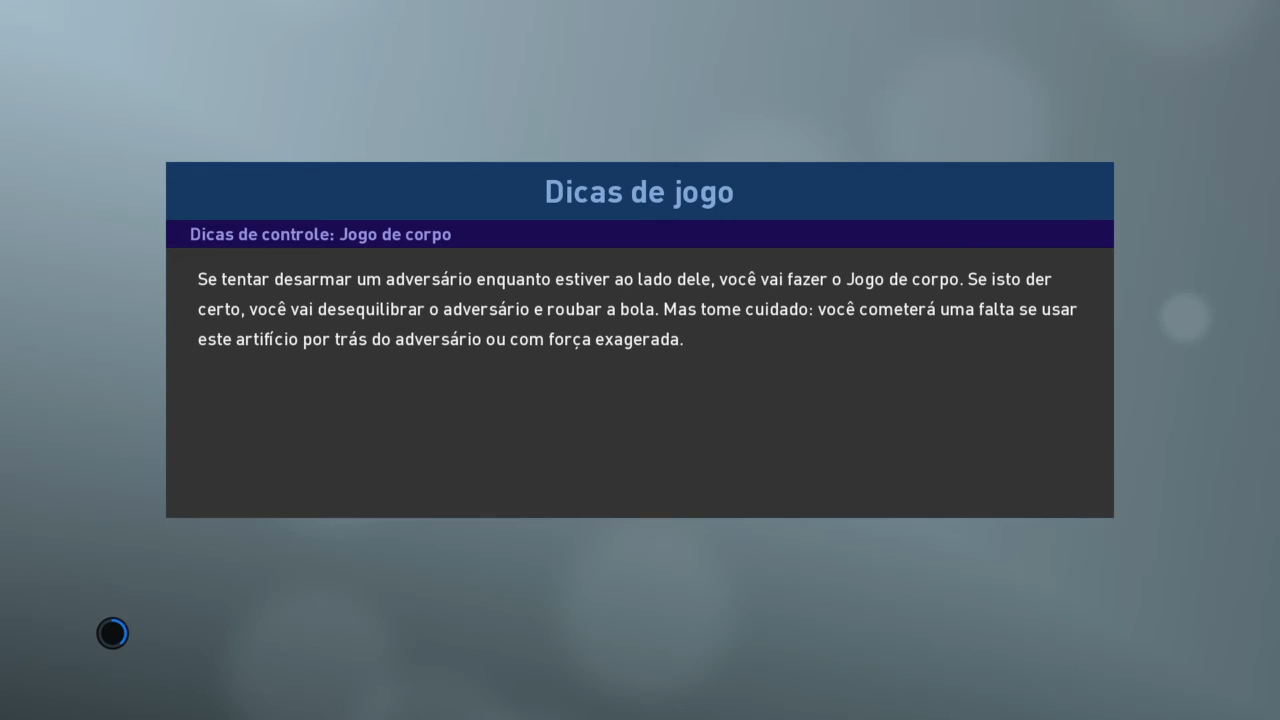 Dicas de jogo
Dicas de controle: Jogo de corpo
Se tentar desarmar um adversário enquanto estiver ao lado dele, você vai fazer o Jogo de corpo. Se isto der
certo, você vai desequilibrar o adversário e roubar a bola. Mas tome cuidado: você cometerá uma falta se usar
este artifício por trás do adversário ou com força exagerada.